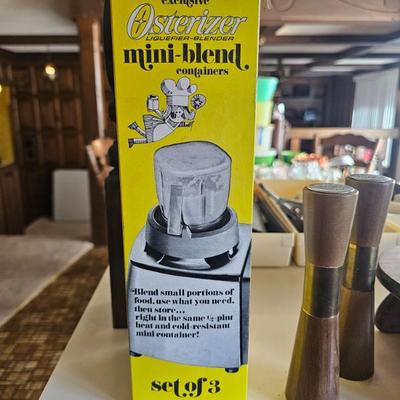 exclusive
Osterizer
LIQUEFIER-BLENDER
mini-blend
containers
Blend small portions of
food, use what you need,
then store...
right in the same ½-pint
heat and cold-resistant
mini container!
set of 3